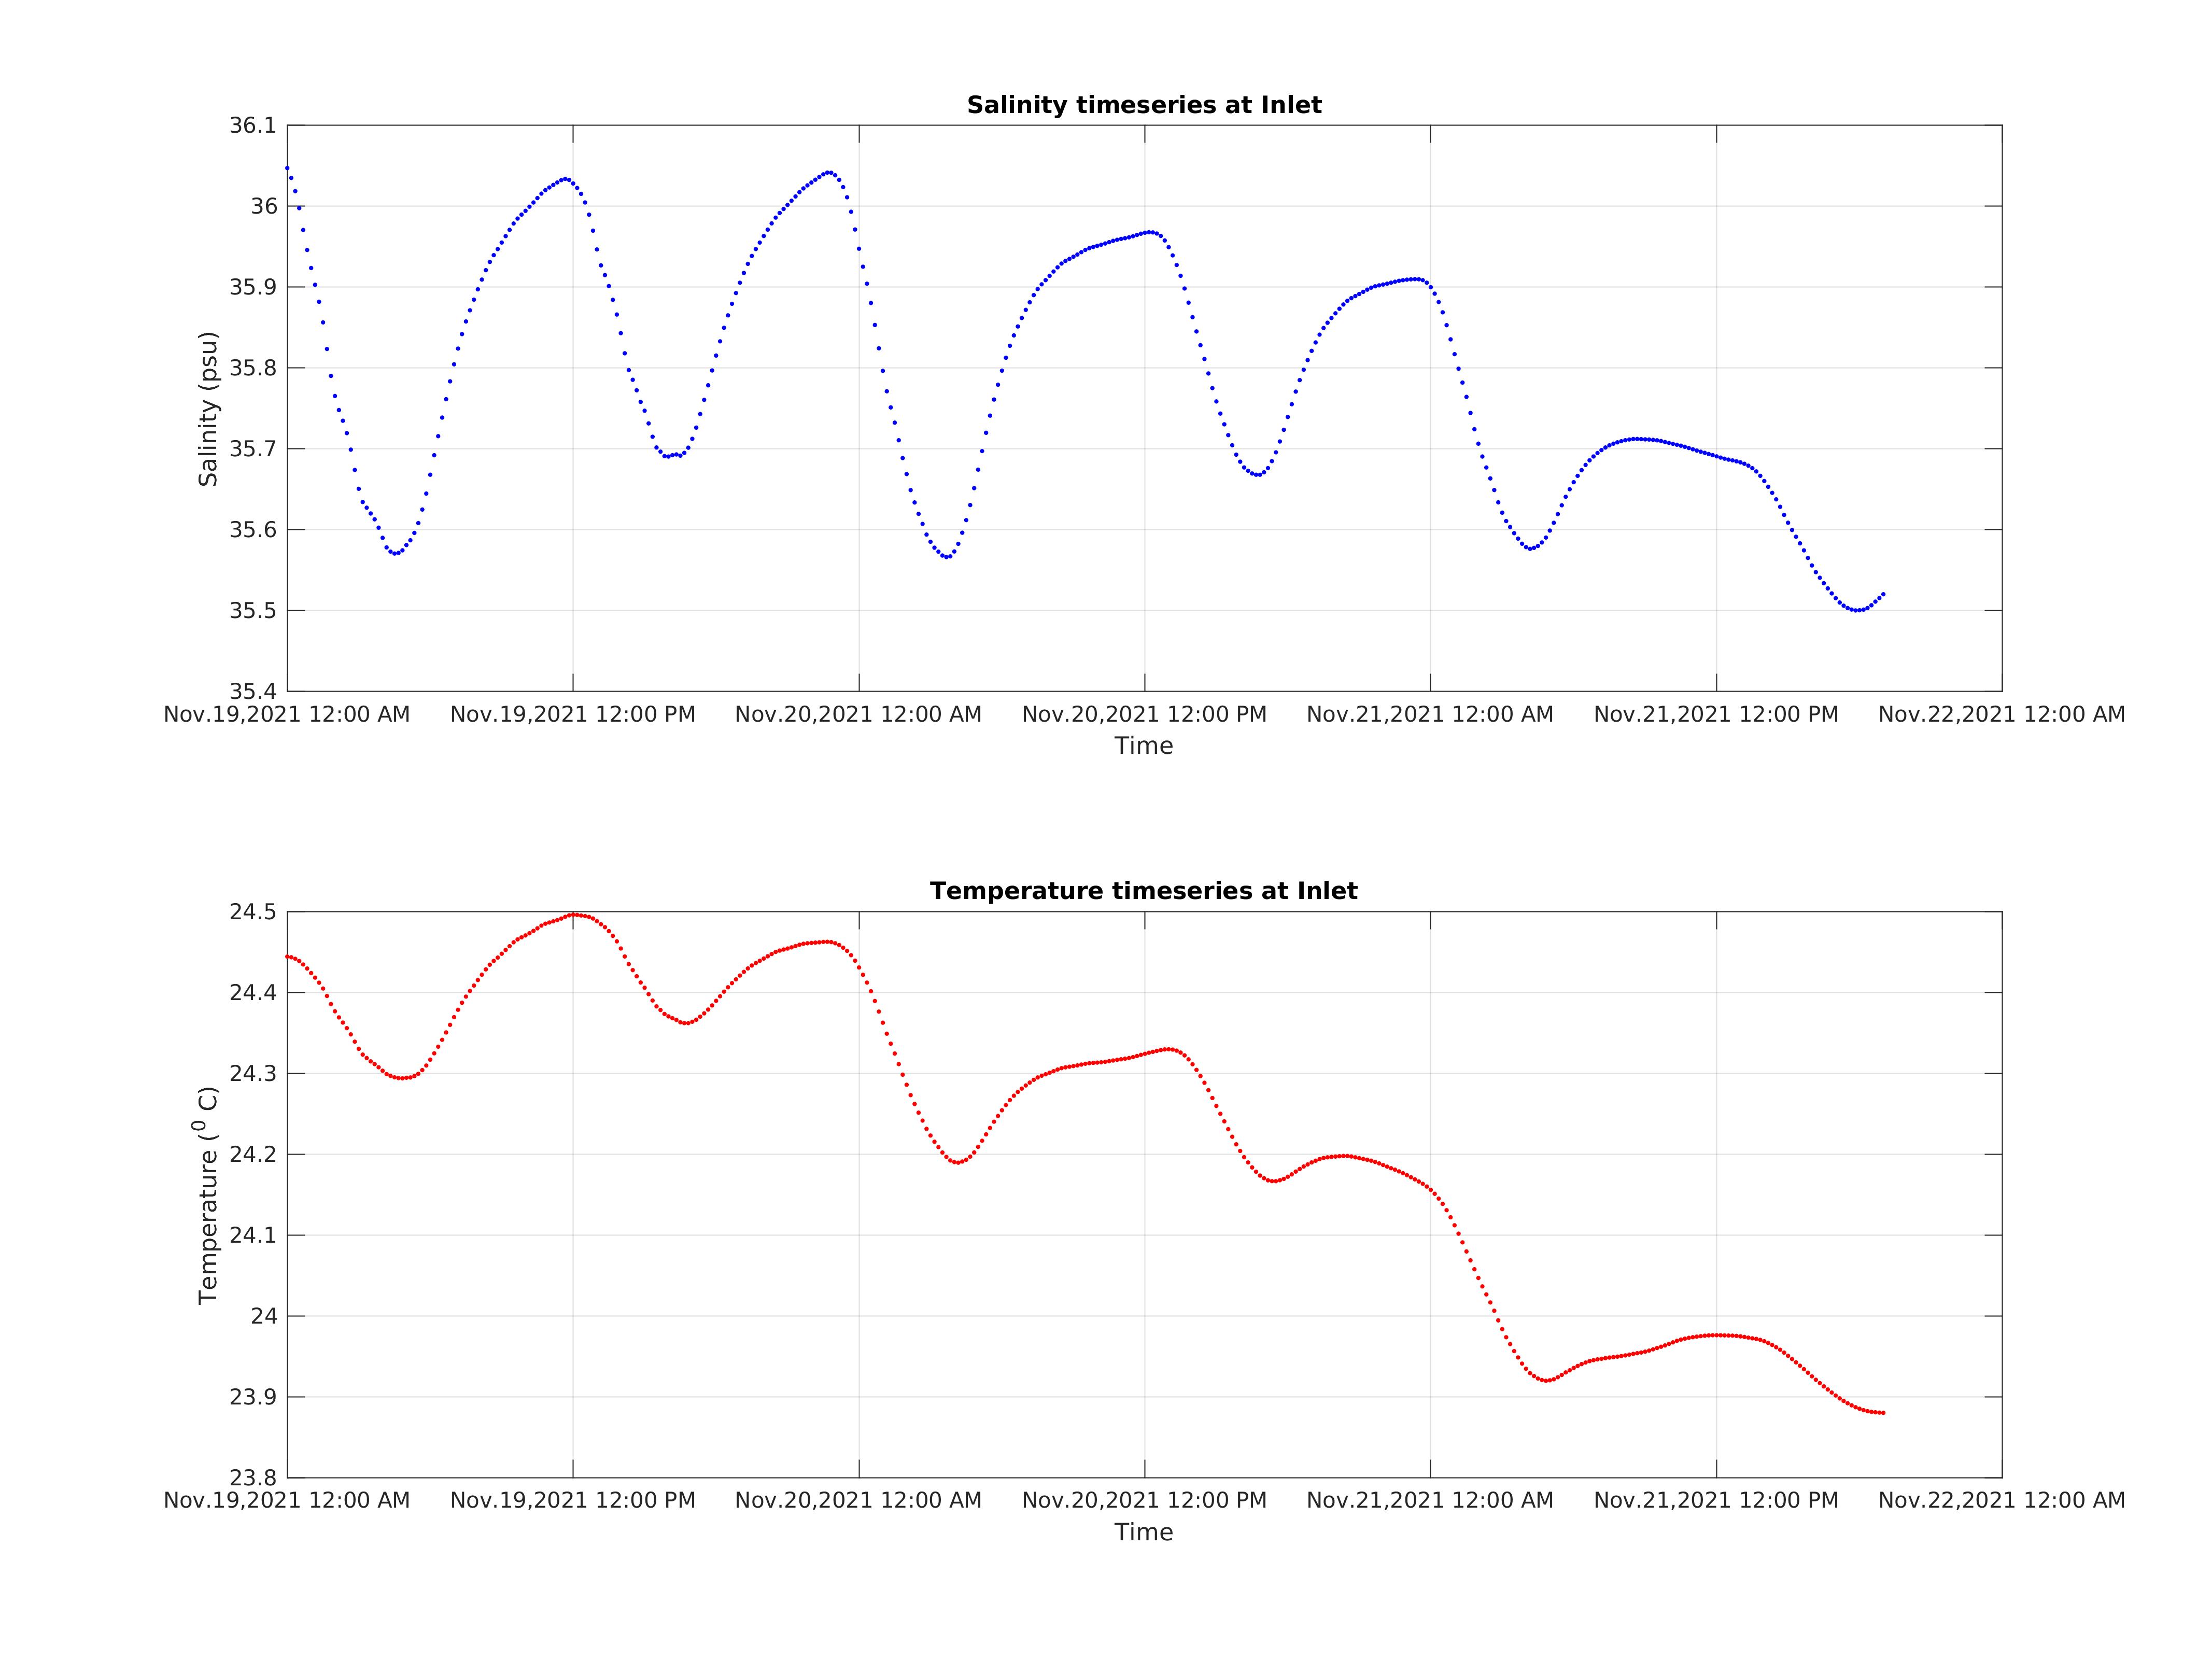 Salinity timeseries at Inlet
36.1
36
35.9
35.8
35.7
35.6
35.5
35.4
Salinity (psu)
Nov.19,2021 12:00 AM Nov.19,2021 12:00 PM Nov.20,2021 12:00 AM Nov.20,2021 12:00 PM Nov.21,2021 12:00 AM Nov.21,2021 12:00 PM Nov.22,2021 12:00 AM
Time
Temperature timeseries at Inlet
24.5
24.4
24.3
24.2
24.1
24
23.9
23.8
Temperature (⁰ C)
Nov.19,2021 12:00 AM Nov.19,2021 12:00 PM Nov.20,2021 12:00 AM Nov.20,2021 12:00 PM Nov.21,2021 12:00 AM Nov.21,2021 12:00 PM Nov.22,2021 12:00 AM
Time